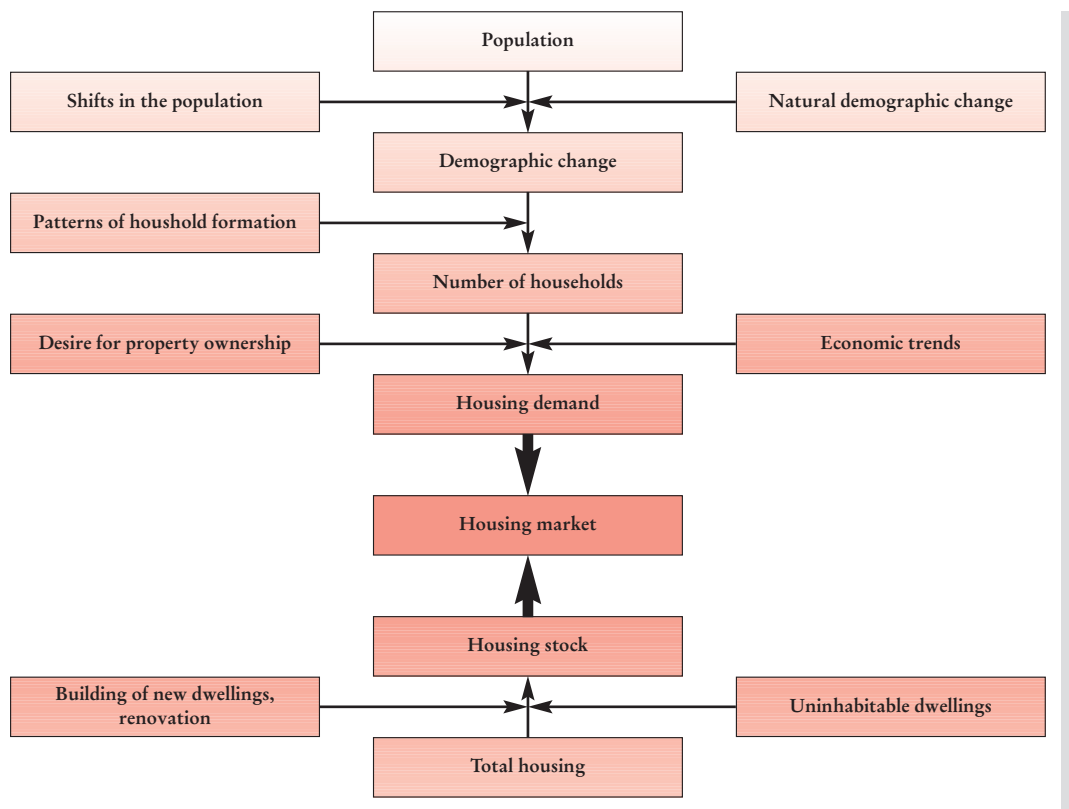 Population
Shifts in the population
Natural demographic change
Demographic change
Patterns of houshold formation
Number of households
Desire for property ownership
Economic trends
Housing demand
Housing market
Housing stock
Building of new dwellings,
renovation
Uninhabitable dwellings
Total housing